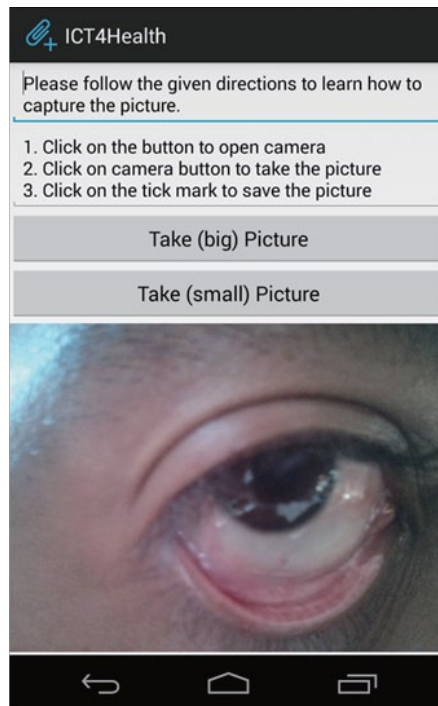 ICT4Health
Please follow the given directions to learn how to
capture the picture.
1. Click on the button to open camera
2. Click on camera button to take the picture
3. Click on the tick mark to save the picture
Take (big) Picture
Take (small) Picture